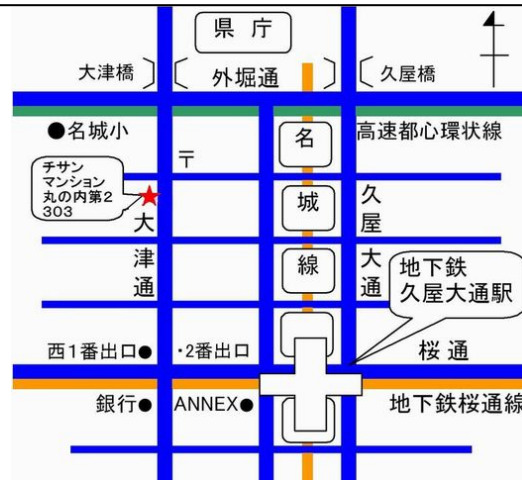 県庁
大津橋
外堀通
久屋橋
●名城小
名
高速都心環状線
〒
チサン
マンション
丸の内第2
303
城
大津通
久屋大通
線
地下鉄
久屋大通駅
西1番出口●
・2番出口
桜通
銀行●
ANNEX●
地下鉄桜通線